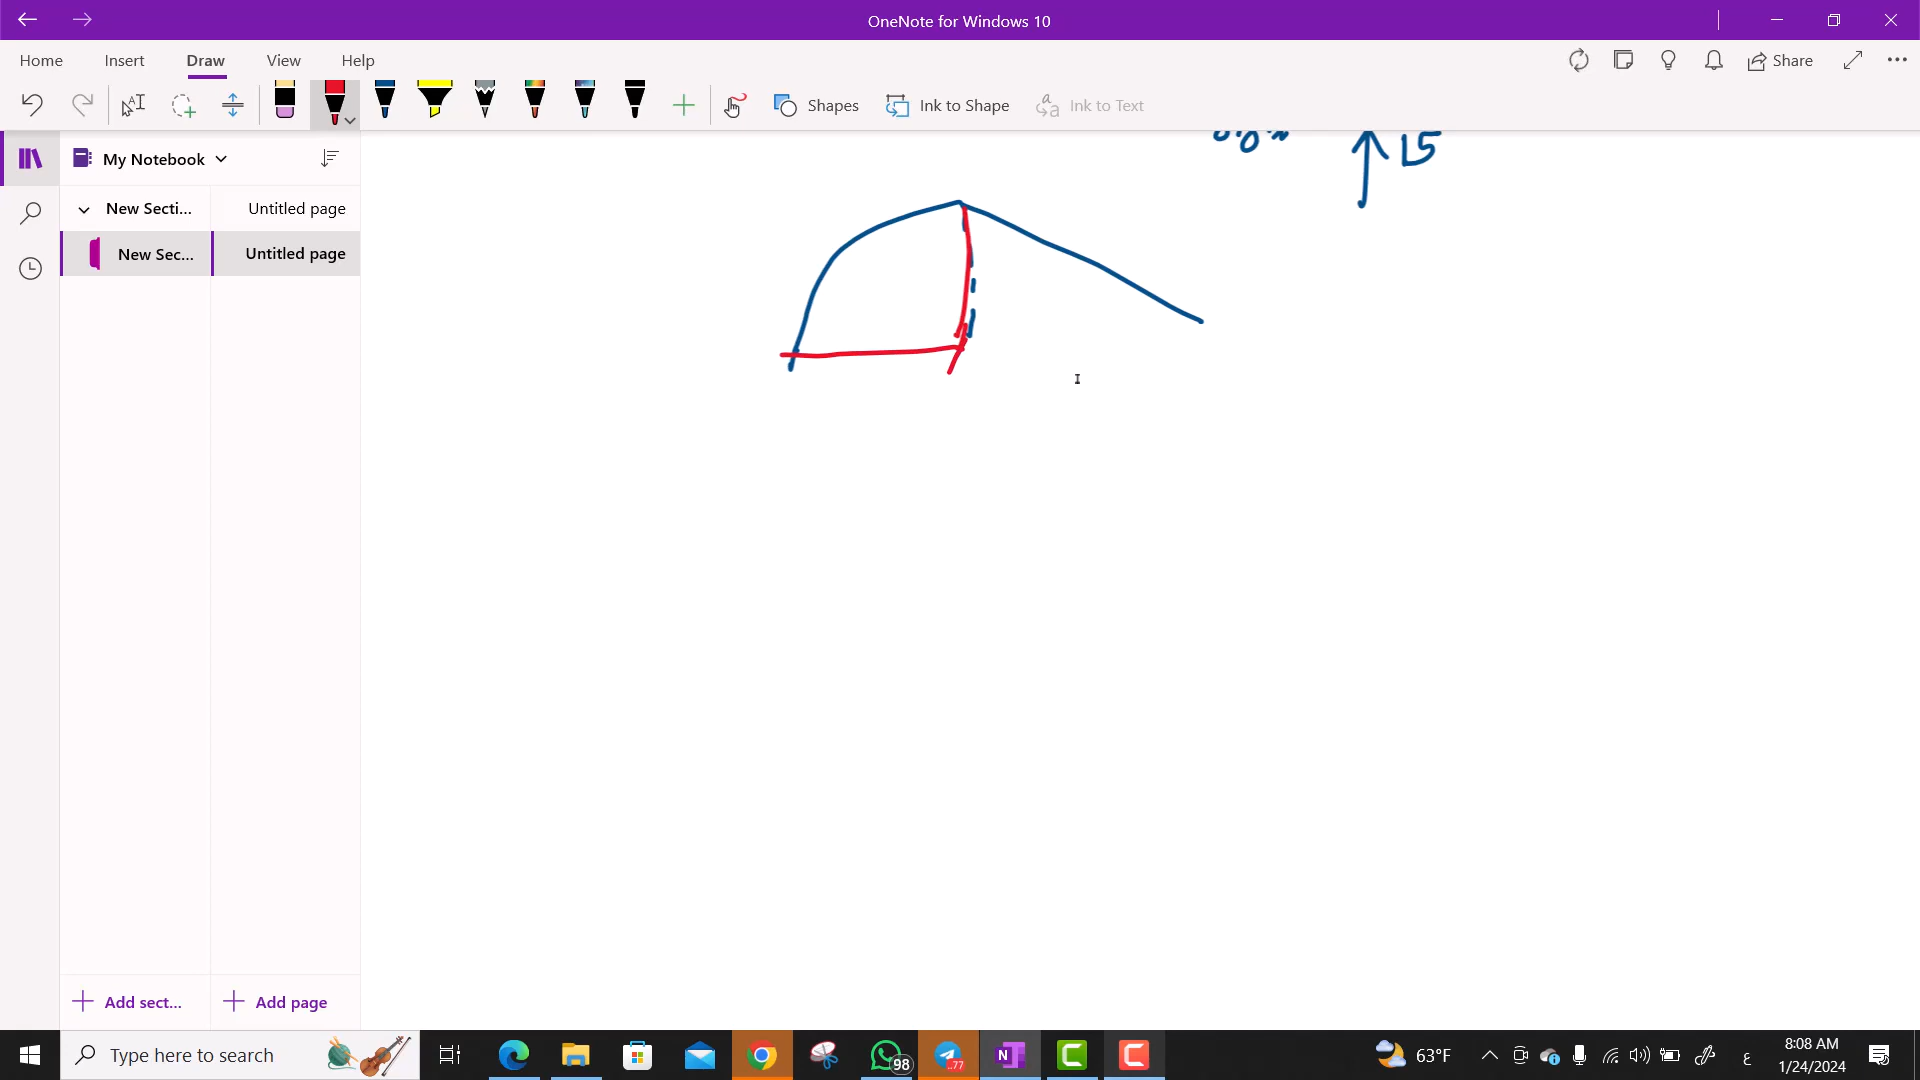 OneNote for Windows 10
Home Insert Draw View Help
Share
Shapes Ink to Shape Ink to Text
My Notebook
New Secti... Untitled page
New Sec... Untitled page
15
Add sect... Add page
Type here to search
98
..77
63°F
ع
8:08 AM
1/24/2024